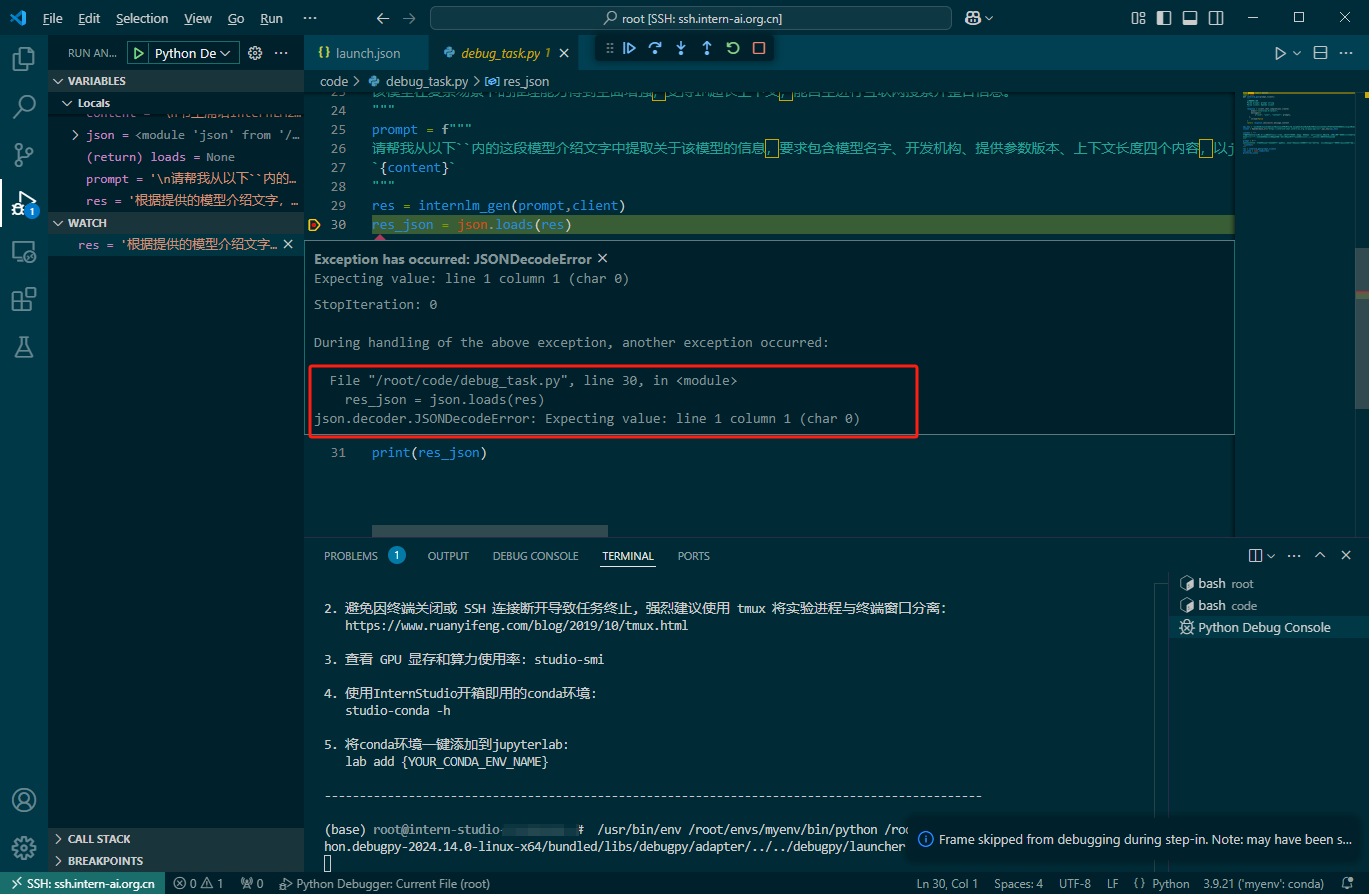 File Edit Selection View Go Run ···
root [SSH: ssh.intern-ai.org.cn]
RUN AN... Python De ···
launch.json
debug_task.py 1
code > debug_task.py > res_json
VARIABLES
Locals
json = <module 'json' from '/...
(return) loads = None
prompt = '\n请帮我从以下``内的...
res = '根据提供的模型介绍文字, ...
WATCH
res = '根据提供的模型介绍文字...
CALL STACK
BREAKPOINTS
24 """
25 prompt = f"""
26 请帮我从以下``内的这段模型介绍文字中提取关于该模型的信息，要求包含模型名字、开发机构、提供参数版本、上下文长度四个内容，以
27 `{content}`
28 """
29 res = internlm_gen(prompt,client)
30 res_json = json.loads(res)
Exception has occurred: JSONDecodeError
Expecting value: line 1 column 1 (char 0)
StopIteration: 0
During handling of the above exception, another exception occurred:
File "/root/code/debug_task.py", line 30, in <module>
res_json = json.loads(res)
json.decoder.JSONDecodeError: Expecting value: line 1 column 1 (char 0)
31 print(res_json)
PROBLEMS 1 OUTPUT DEBUG CONSOLE TERMINAL PORTS
2. 避免因终端关闭或 SSH 连接断开导致任务终止, 强烈建议使用 tmux 将实验进程与终端窗口分离:
https://www.ruanyifeng.com/blog/2019/10/tmux.html
3. 查看 GPU 显存和算力使用率: studio-smi
4. 使用InternStudio开箱即用的conda环境:
studio-conda -h
5. 将conda环境一键添加到jupyterlab:
lab add {YOUR_CONDA_ENV_NAME}
(base) root@intern-studio- # /usr/bin/env /root/envs/myenv/bin/python /roo
hon.debugpy-2024.14.0-linux-x64/bundled/libs/debugpy/adapter/../../debugpy/launcher
bash root
bash code
Python Debug Console
Frame skipped from debugging during step-in. Note: may have been s...
SSH: ssh.intern-ai.org.cn 0 1 0 Python Debugger: Current File (root) Ln 30, Col 1 Spaces: 4 UTF-8 LF {} Python 3.9.21 ('myenv': conda)